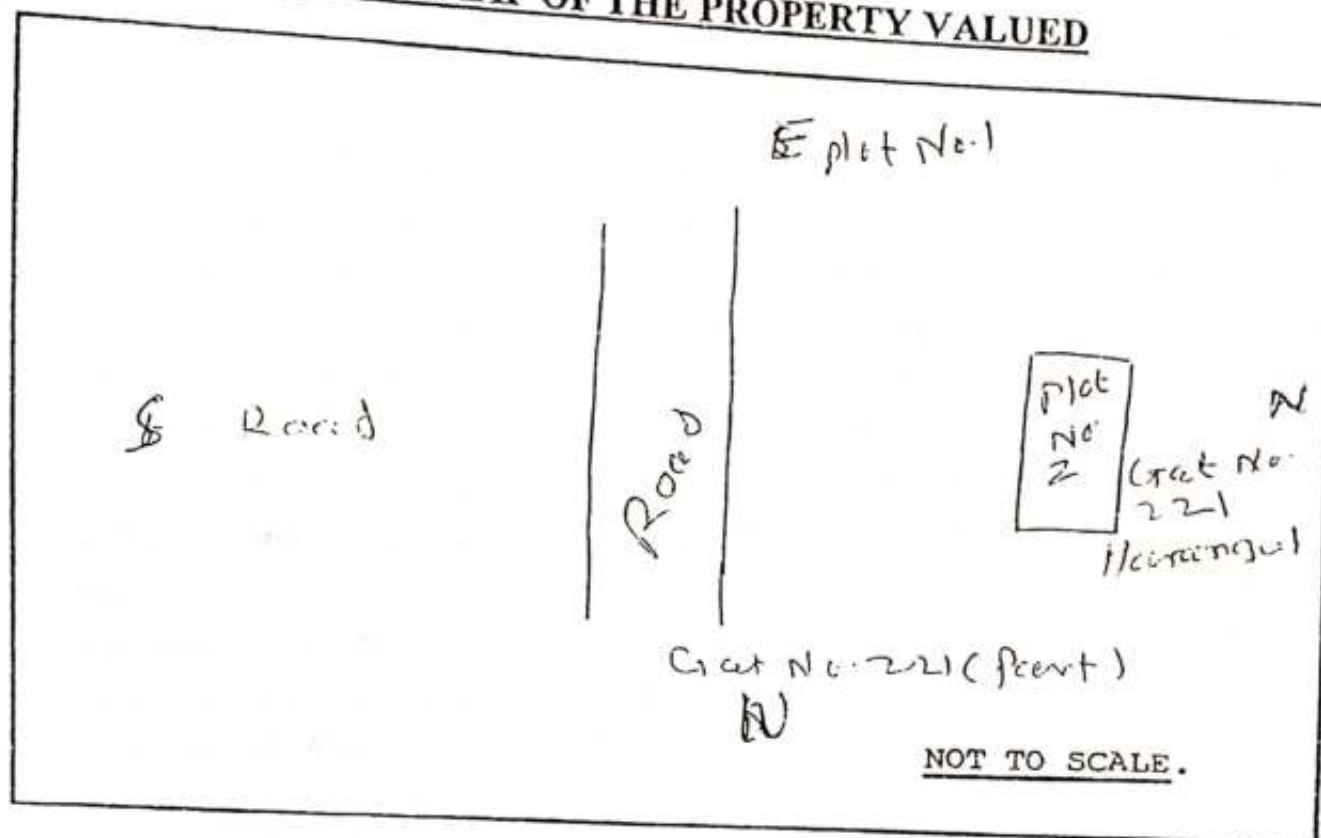 OF THE PROPERTY VALUED
E plot No.1
S Road
Road
plot
No
2
N
Gat No.
221
Gat No. 221 (Part)
NOT TO SCALE.